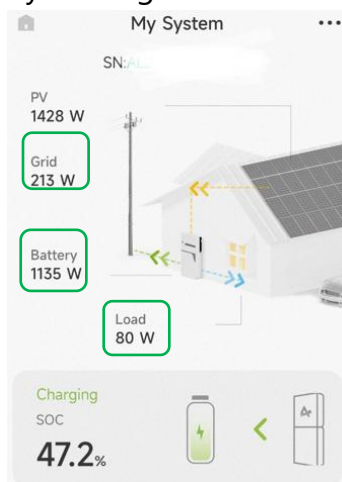 My System
SN:
PV
1428 W
Grid
213 W
Battery
1135 W
Load
80 W
Charging
SOC
47.2%